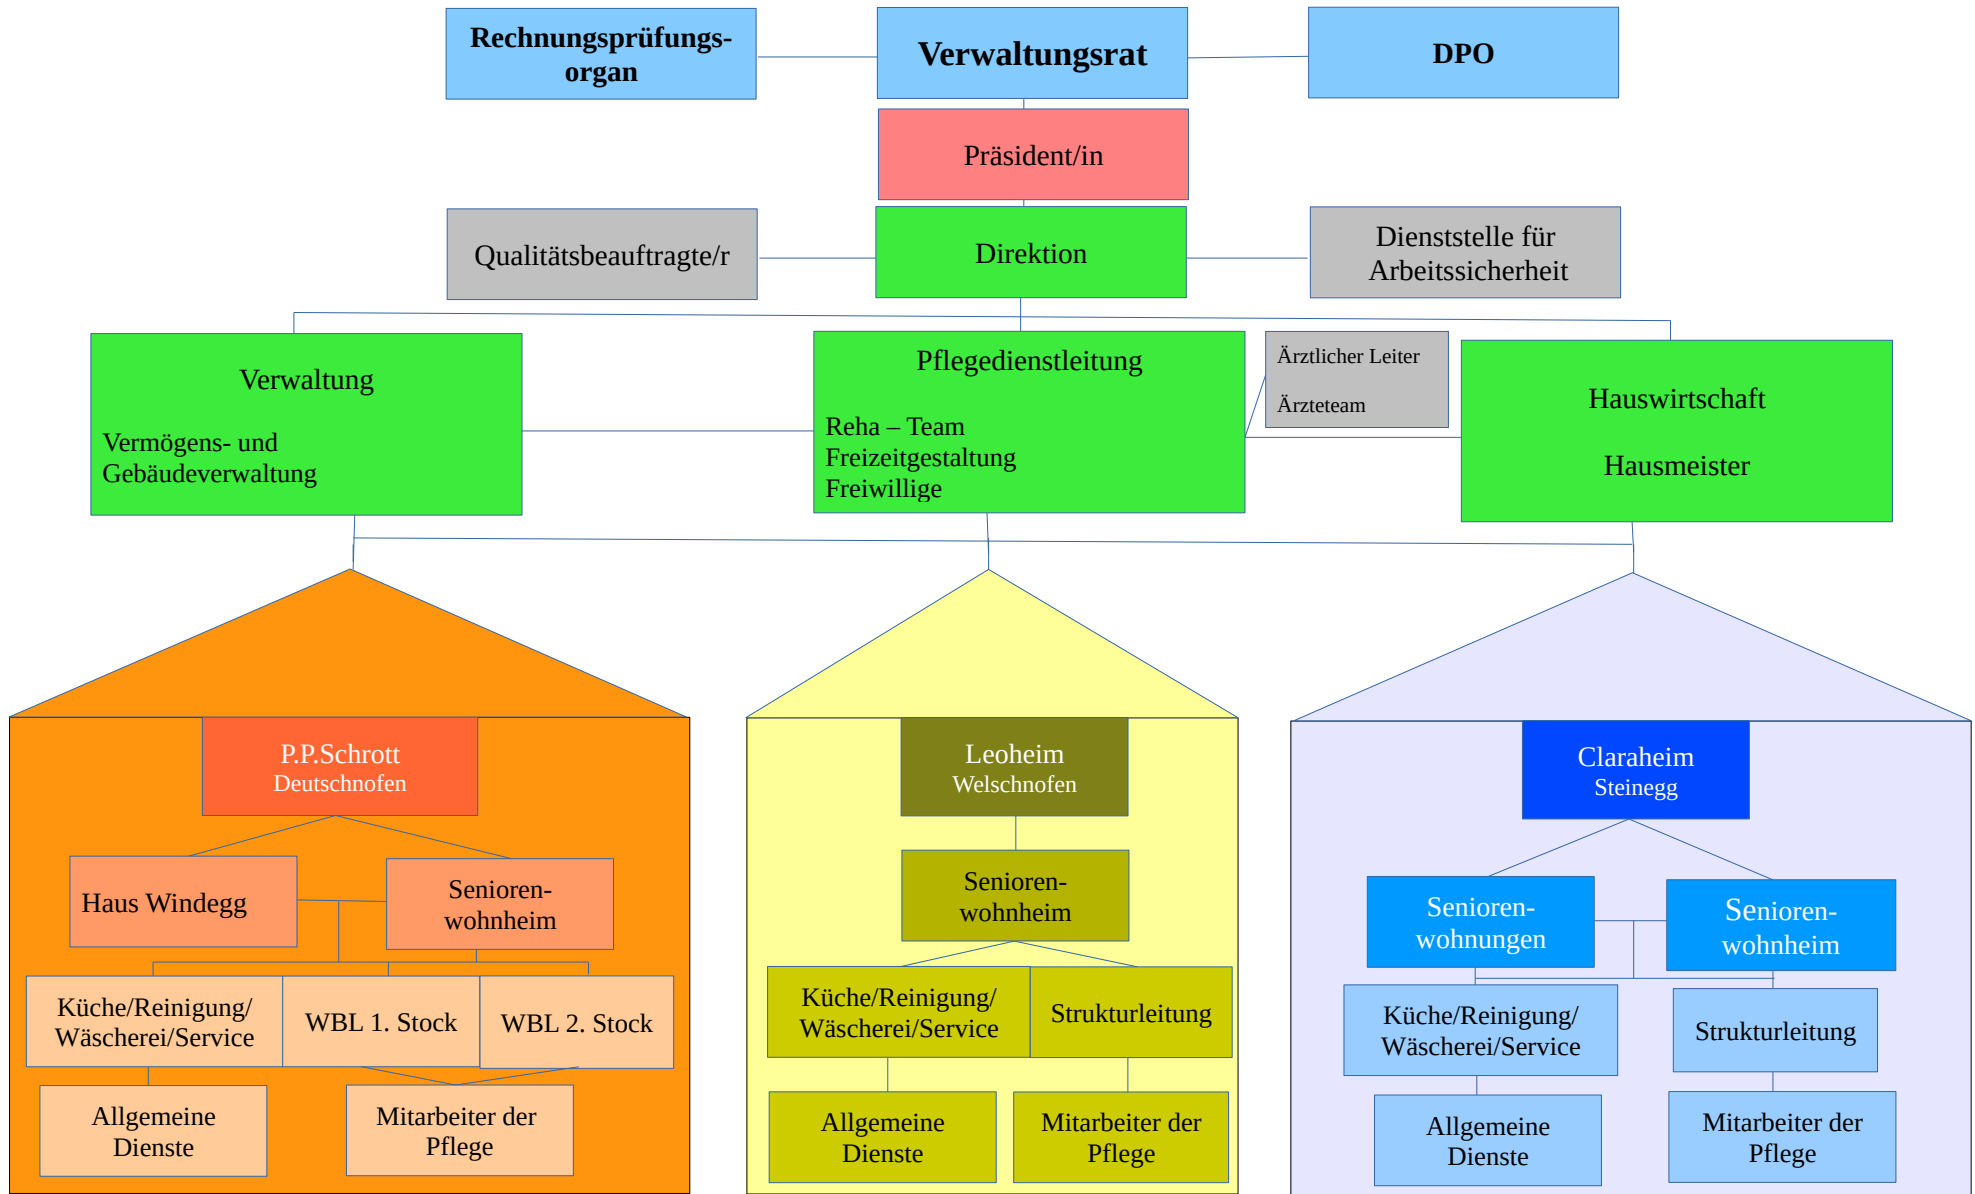 Rechnungsprüfungs-
organ
Verwaltungsrat
DPO
Präsident/in
Qualitätsbeauftragte/r
Direktion
Dienststelle für
Arbeitssicherheit
Verwaltung
Vermögens- und
Gebäudeverwaltung
Pflegedienstleitung
Reha – Team
Freizeitgestaltung
Freiwillige
Ärztlicher Leiter
Ärzteteam
Hauswirtschaft
Hausmeister
P.P.Schrott
Deutschnofen
Haus Windegg
Senioren-
wohnheim
Küche/Reinigung/
Wäscherei/Service
WBL 1. Stock
WBL 2. Stock
Allgemeine
Dienste
Mitarbeiter der
Pflege
Leoheim
Welschnofen
Senioren-
wohnheim
Küche/Reinigung/
Wäscherei/Service
Strukturleitung
Allgemeine
Dienste
Mitarbeiter der
Pflege
Claraheim
Steinegg
Senioren-
wohnungen
Senioren-
wohnheim
Küche/Reinigung/
Wäscherei/Service
Strukturleitung
Allgemeine
Dienste
Mitarbeiter der
Pflege